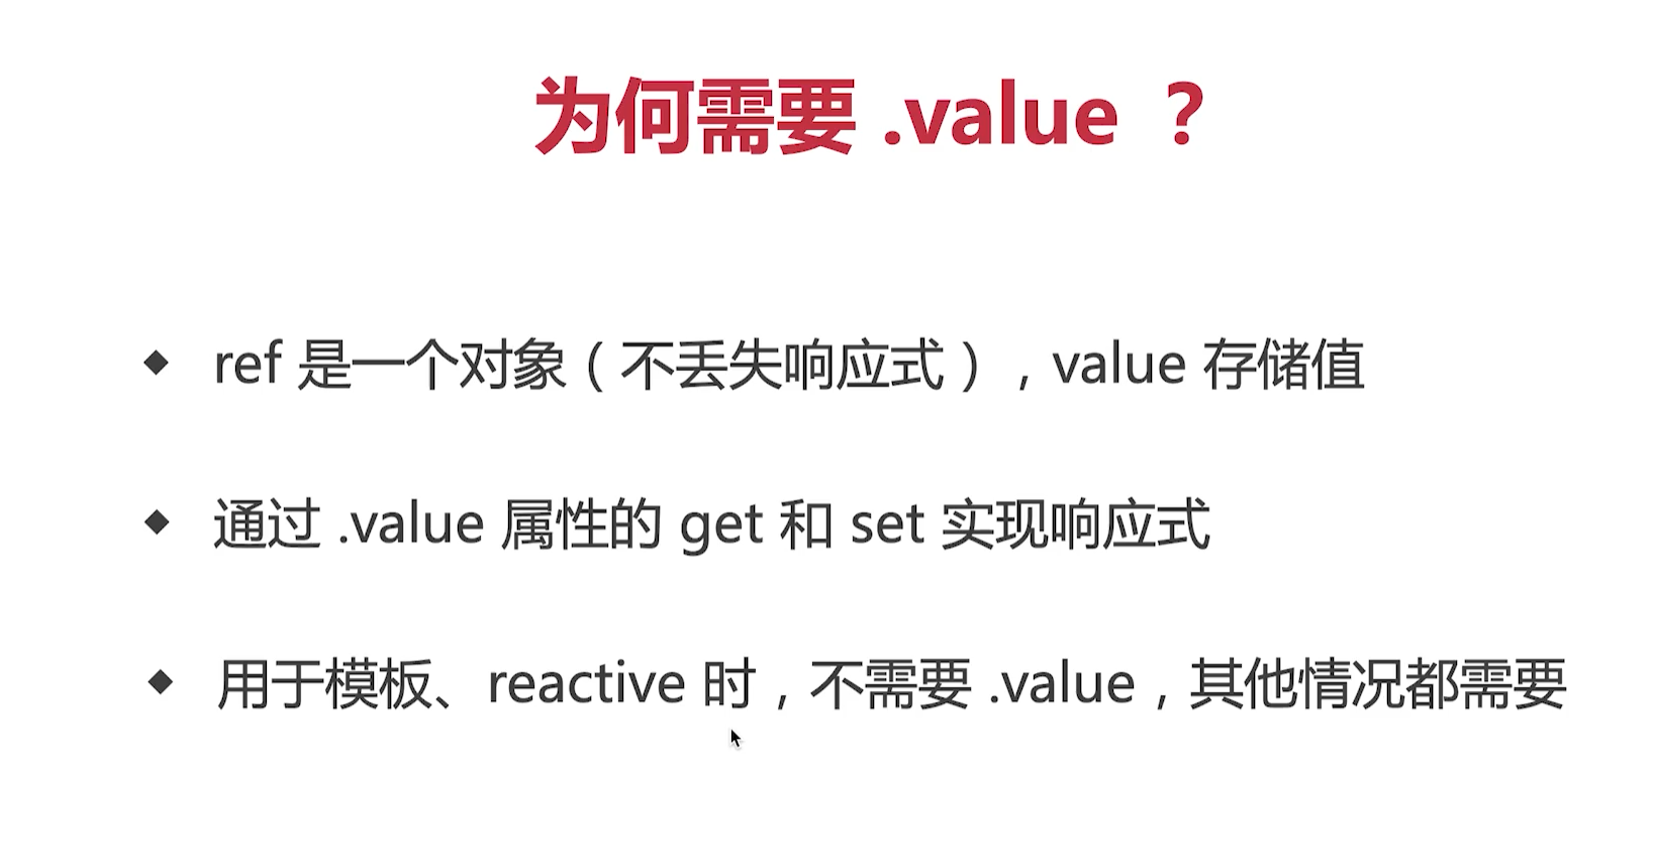 为何需要 .value ？
ref 是一个对象（不丢失响应式），value 存储值
通过 .value 属性的 get 和 set 实现响应式
用于模板、reactive 时，不需要 .value，其他情况都需要